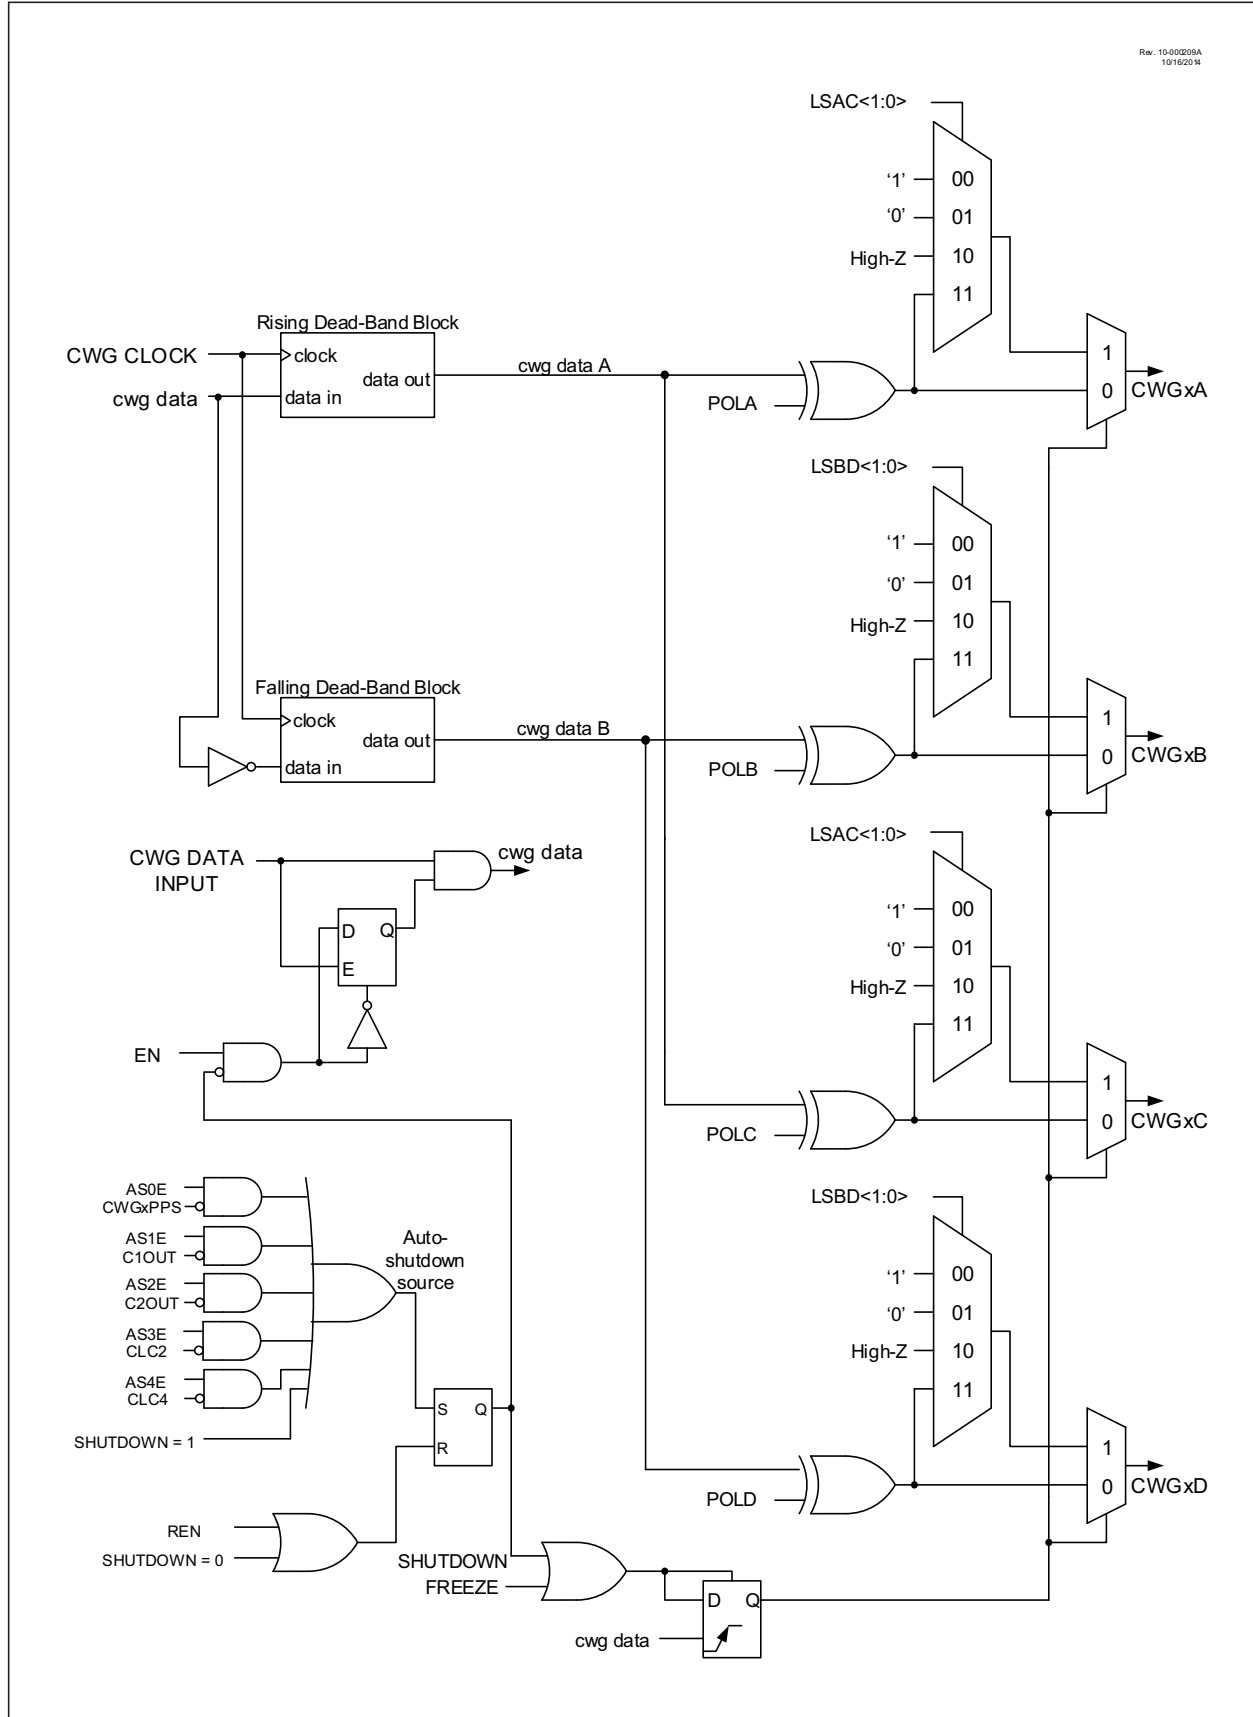 Rev. 10-000209A
10/16/2014
LSAC<1:0>
‘1’
00
‘0’
01
High-Z
10
11
1
0
CWGxA
Rising Dead-Band Block
CWG CLOCK
clock
cwg data
data in
data out
cwg data A
POLA
LSBD<1:0>
‘1’
00
‘0’
01
High-Z
10
11
1
0
CWGxB
Falling Dead-Band Block
clock
data out
data in
cwg data B
POLB
CWG DATA
INPUT
cwg data
D
Q
E
EN
LSAC<1:0>
‘1’
00
‘0’
01
High-Z
10
11
1
0
CWGxC
POLC
AS0E
CWGxPPS
AS1E
C1OUT
AS2E
C2OUT
AS3E
CLC2
AS4E
CLC4
SHUTDOWN = 1
Auto-
shutdown
source
S
Q
R
REN
SHUTDOWN = 0
LSBD<1:0>
‘1’
00
‘0’
01
High-Z
10
11
1
0
CWGxD
POLD
SHUTDOWN
FREEZE
D
Q
cwg data